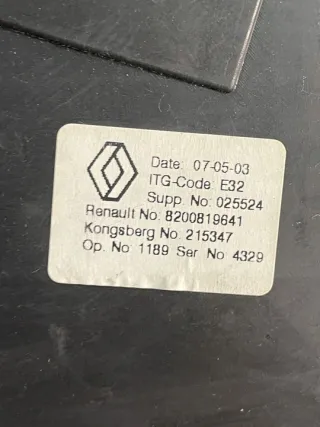 Date: 07-05-03
ITG-Code: E32
Supp. No: 025524
Renault No: 8200819641
Kongsberg No: 215347
Op. No 1189 Ser No 4329